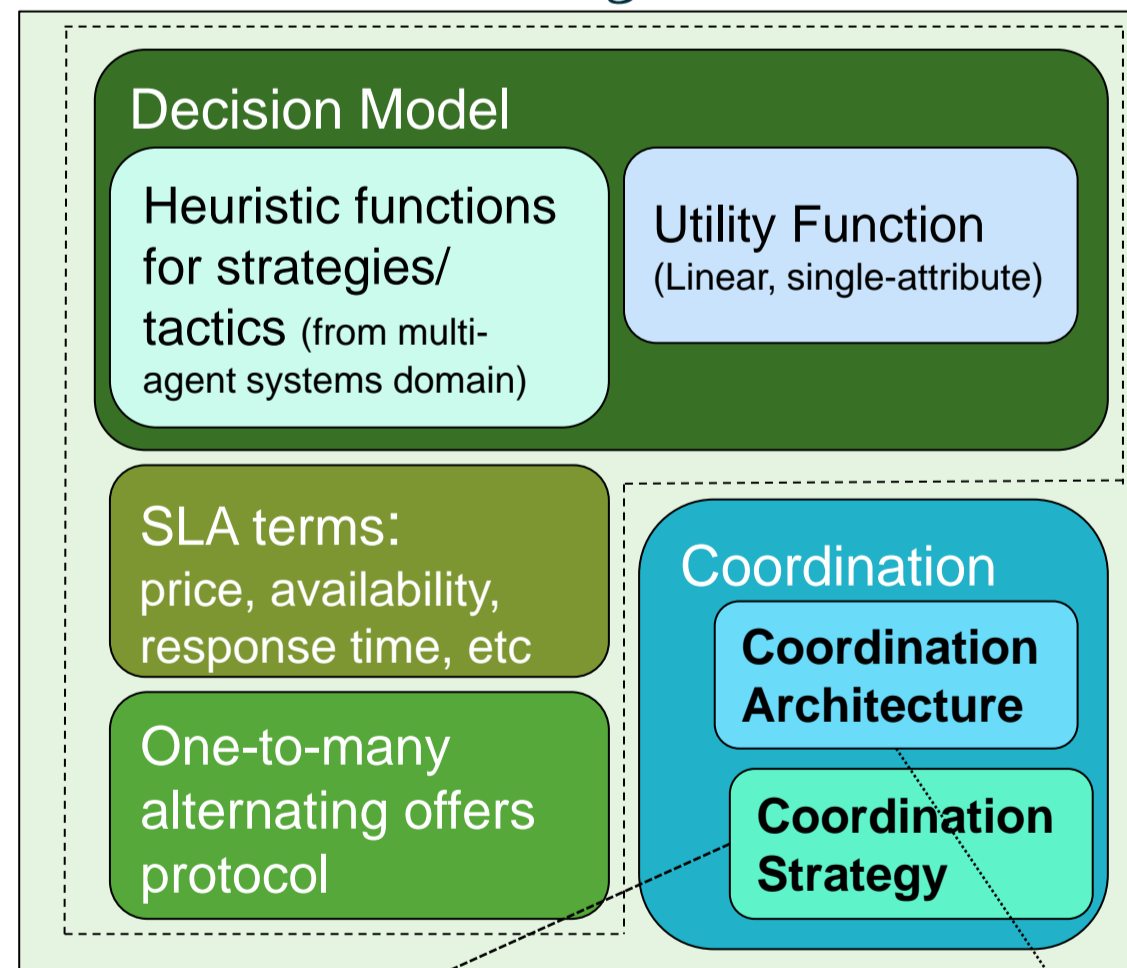 Decision Model
Heuristic functions
for strategies/
tactics (from multi-
agent systems domain)
Utility Function
(Linear, single-attribute)
SLA terms:
price, availability,
response time, etc
One-to-many
alternating offers
protocol
Coordination
Coordination
Architecture
Coordination
Strategy